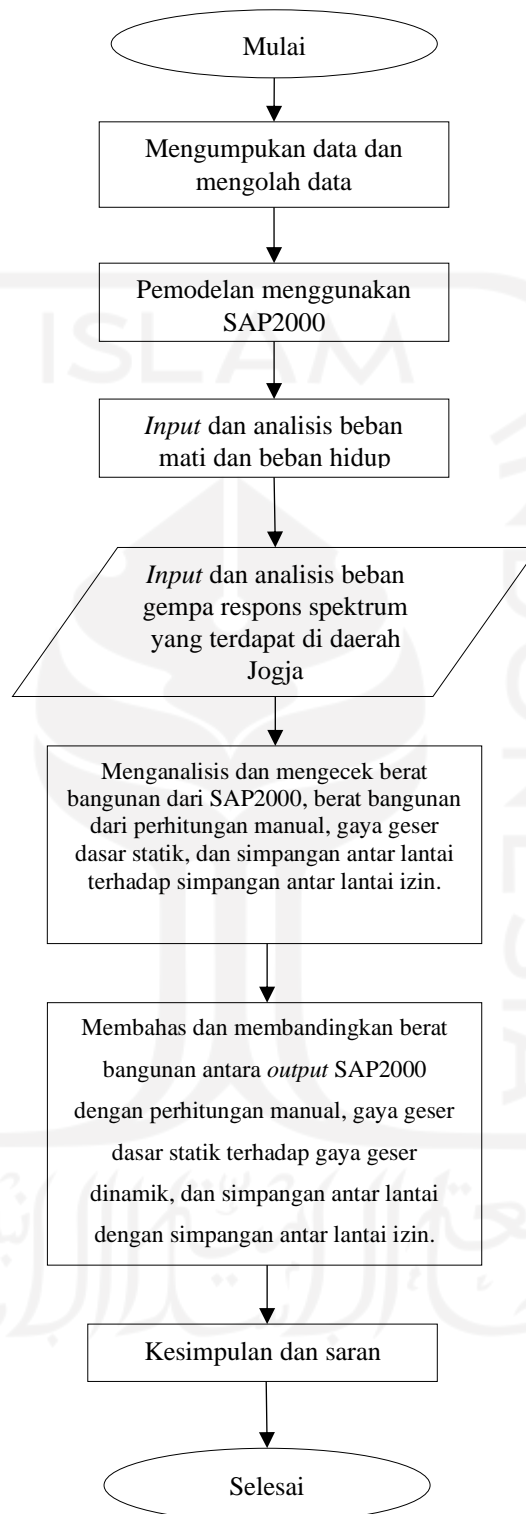 Mulai
Mengumpukan data dan
mengolah data
Pemodelan menggunakan
SAP2000
ISLAM
Input dan analisis beban
mati dan beban hidup
Input dan analisis beban
gempa respons spektrum
yang terdapat di daerah
Jogja
Menganalisis dan mengecek berat
bangunan dari SAP2000, berat bangunan
dari perhitungan manual, gaya geser
dasar statik, dan simpangan antar lantai
terhadap simpangan antar lantai izin.
Membahas dan membandingkan berat
bangunan antara output SAP2000
dengan perhitungan manual, gaya geser
dasar statik terhadap gaya geser
dinamik, dan simpangan antar lantai
dengan simpangan antar lantai izin.
Kesimpulan dan saran
Selesai